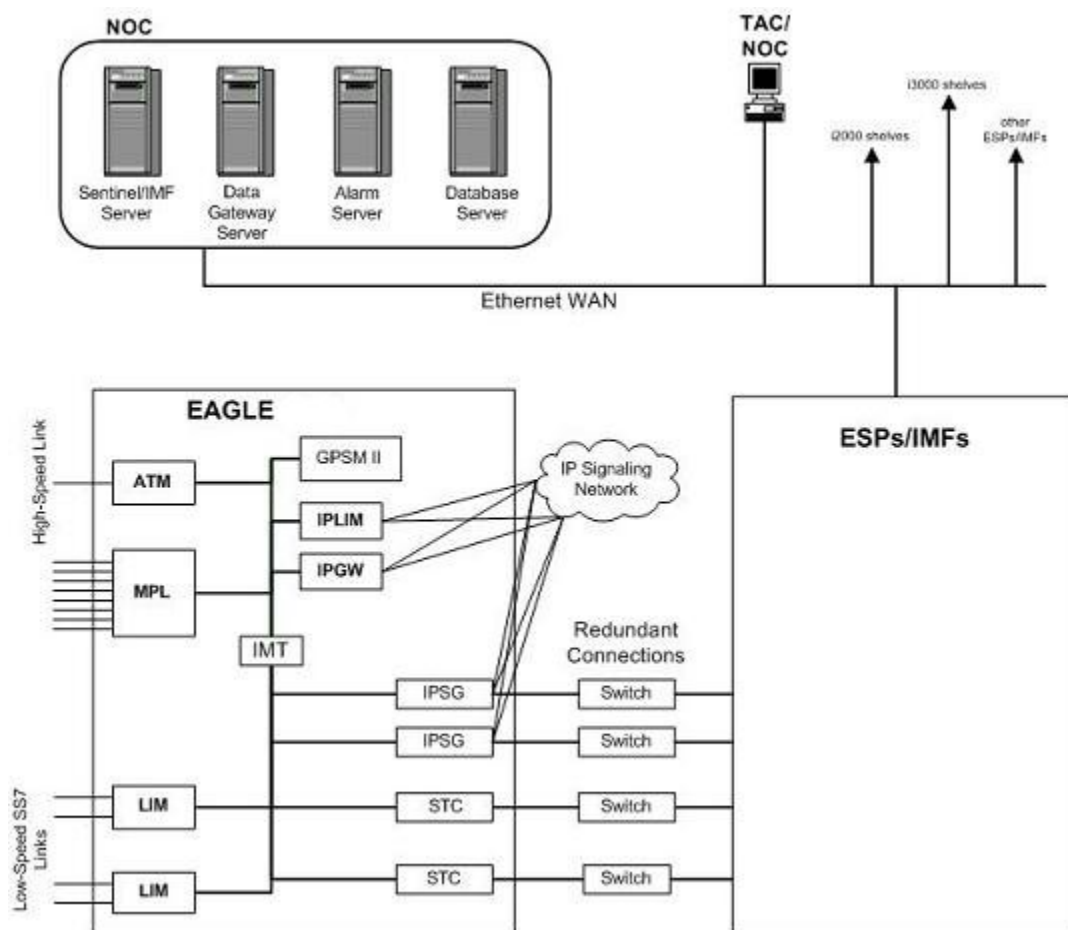 NOC
TAC/
NOC
i3000 shelves
i2000 shelves
other
ESPs/IMFs
Sentinel/IMF
Server
Data
Gateway
Server
Alarm
Server
Database
Server
Ethernet WAN
EAGLE
ESPs/IMFs
High-Speed Link
ATM
GPSM II
IP Signaling
Network
IPLIM
MPL
IPGW
IMT
Redundant
Connections
IPSG
Switch
IPSG
Switch
Low-Speed SS7
Links
LIM
STC
Switch
LIM
STC
Switch